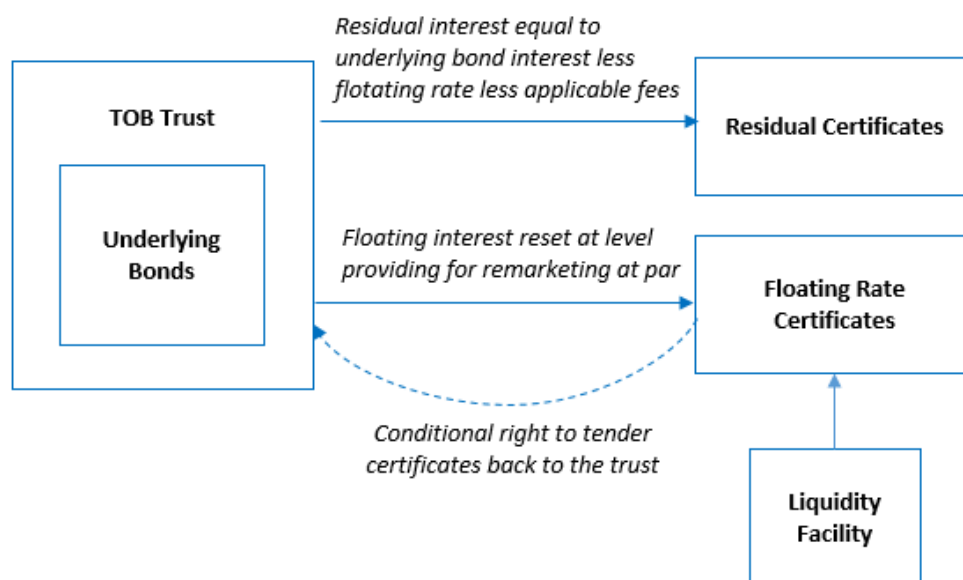 Residual interest equal to
underlying bond interest less
flotating rate less applicable fees
TOB Trust
Residual Certificates
Underlying
Bonds
Floating interest reset at level
providing for remarketing at par
Floating Rate
Certificates
Conditional right to tender
certificates back to the trust
Liquidity
Facility